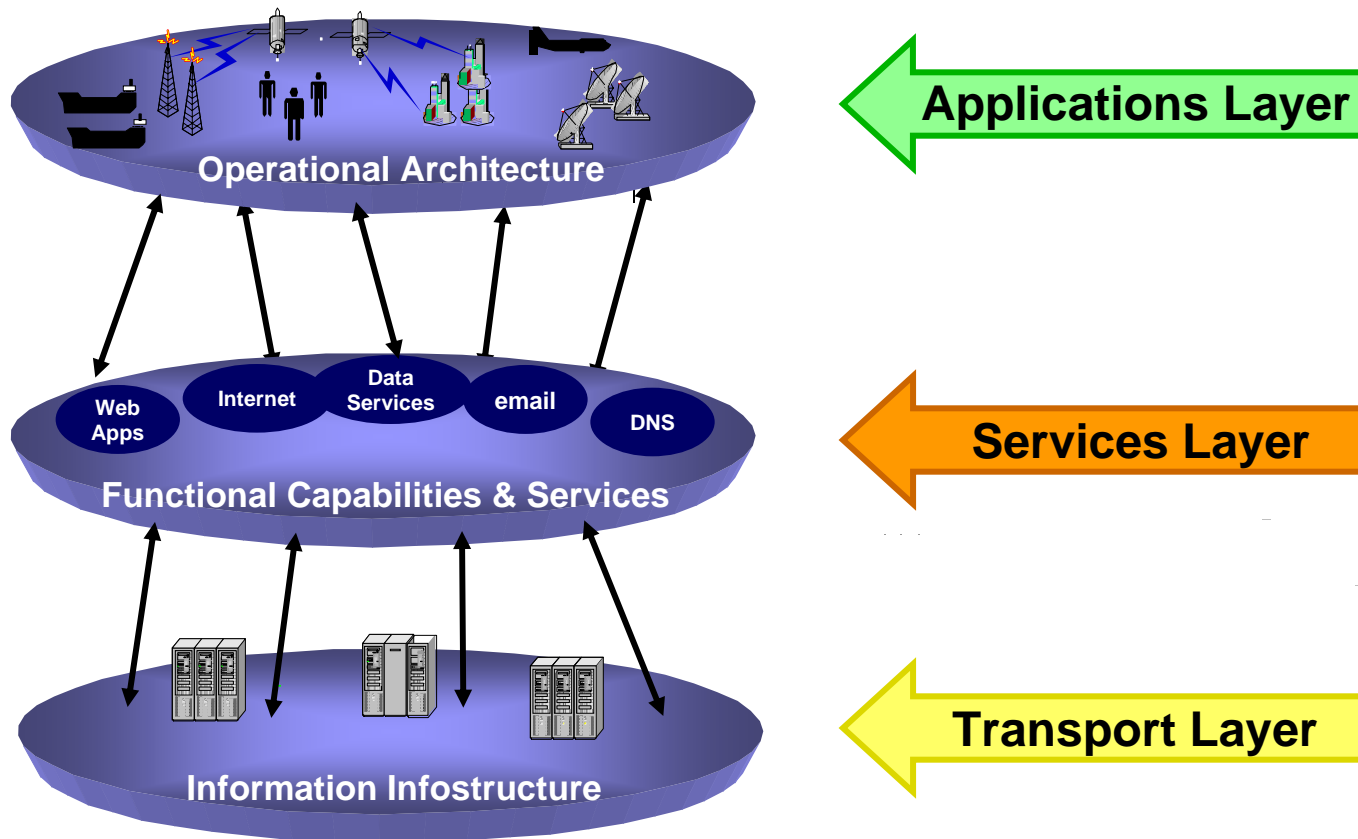 Applications Layer
Operational Architecture
Web
Apps
Internet
Data
Services
email
DNS
Services Layer
Functional Capabilities & Services
Transport Layer
Information Infostructure